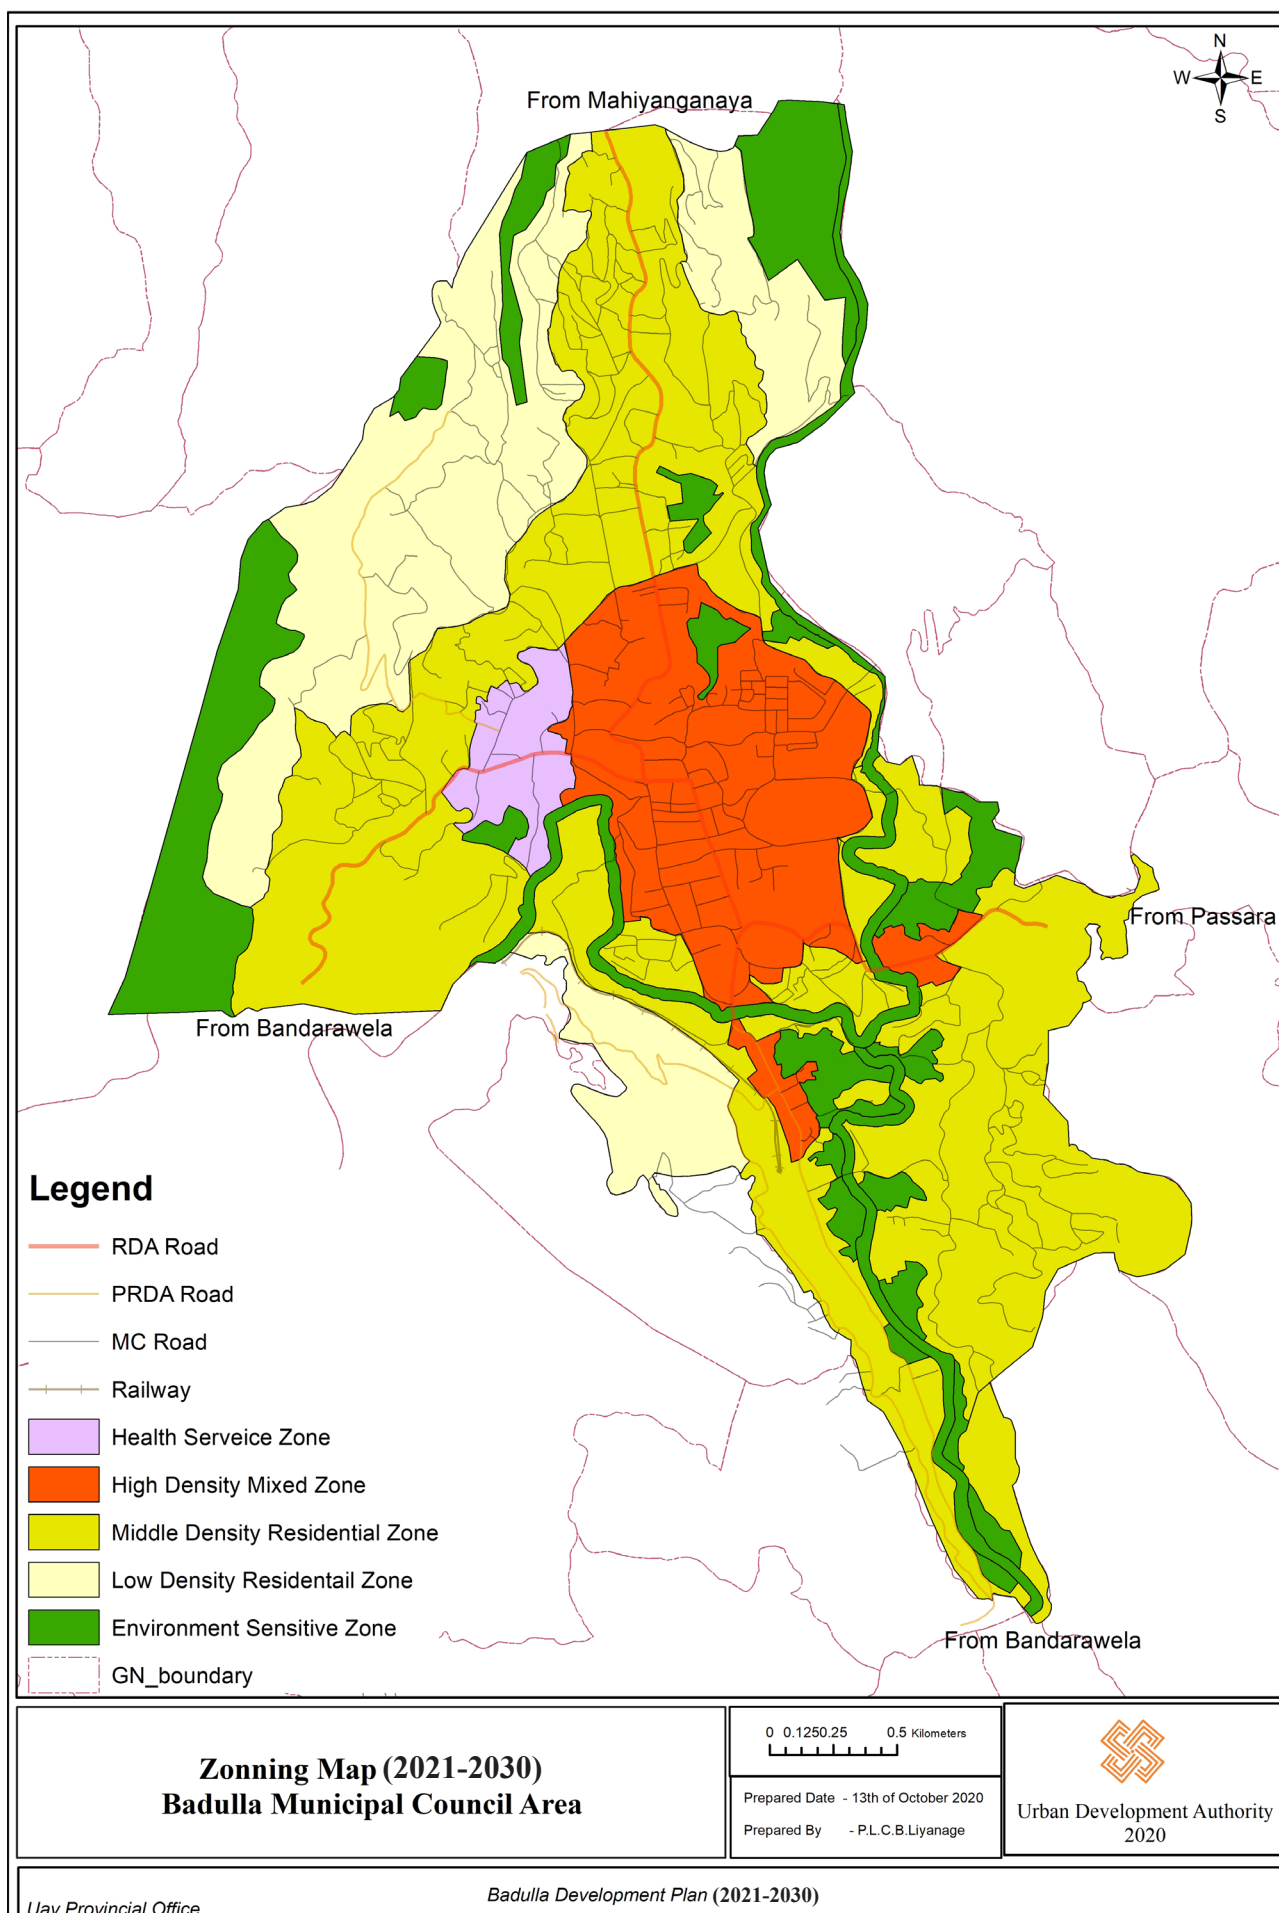 N
W E
S
From Mahiyanganaya
From Passara
From Bandarawela
Legend
RDA Road
PRDA Road
MC Road
Railway
Health Serveice Zone
High Density Mixed Zone
Middle Density Residential Zone
Low Density Residentail Zone
Environment Sensitive Zone
GN_boundary
From Bandarawela
Zonning Map (2021-2030)
Badulla Municipal Council Area
0 0.1250.25 0.5 Kilometers
Prepared Date - 13th of October 2020
Prepared By - P.L.C.B.Liyanage
Urban Development Authority
2020
Badulla Development Plan (2021-2030)
Uav Provincial Office